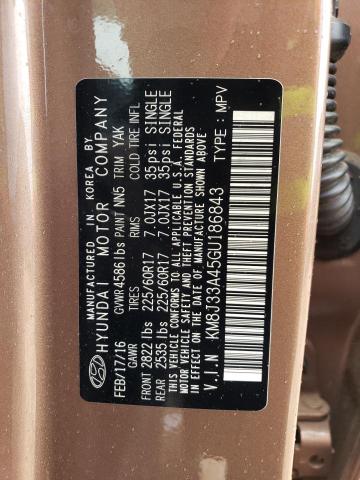 MANUFACTURED IN KOREA BY
HYUNDAI MOTOR COMPANY
FEB/17/16 GVWR 4586 lbs PAINT NN5 TRIM YAK
GAWR TIRES RIMS COLD TIRE INFL
FRONT 2822 lbs 225/60R17 7.0JX17 35psi SINGLE
REAR 2535 lbs 225/60R17 7.0JX17 35psi SINGLE
THIS VEHICLE CONFORMS TO ALL APPLICABLE U.S.A. FEDERAL
MOTOR VEHICLE SAFETY AND THEFT PREVENTION STANDARDS
IN EFFECT ON THE DATE OF MANUFACTURE SHOWN ABOVE.
V.I.N KM8J33A45GU186843 TYPE: MPV